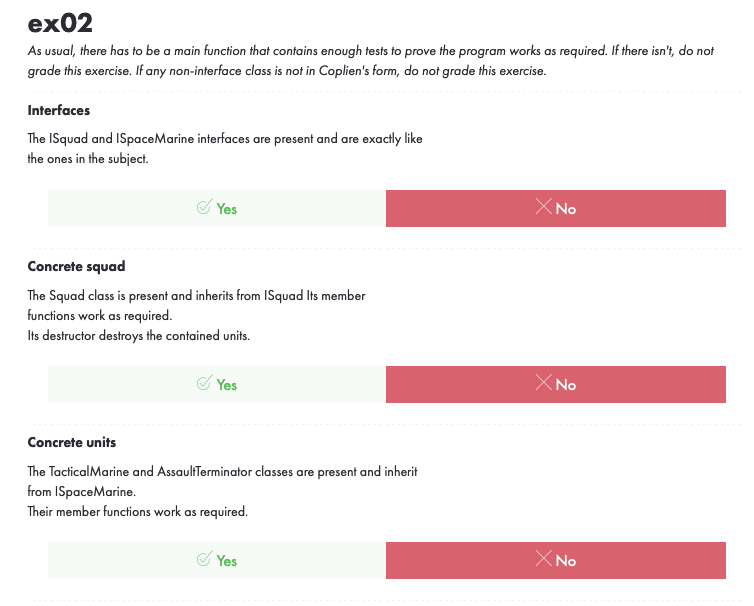 ex02
As usual, there has to be a main function that contains enough tests to prove the program works as required. If there isn't, do not
grade this exercise. If any non-interface class is not in Coplien's form, do not grade this exercise.
Interfaces
The ISquad and ISpaceMarine interfaces are present and are exactly like
the ones in the subject.
Yes
No
Concrete squad
The Squad class is present and inherits from ISquad Its member
functions work as required.
Its destructor destroys the contained units.
Yes
No
Concrete units
The TacticalMarine and AssaultTerminator classes are present and inherit
from ISpaceMarine.
Their member functions work as required.
Yes
No